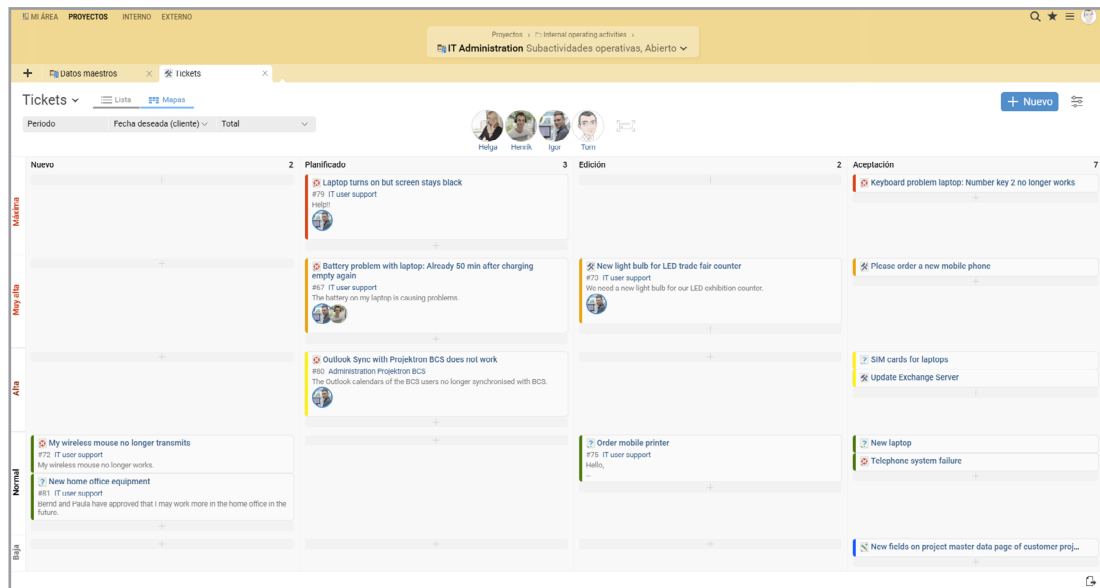 MI ÁREA PROYECTOS INTERNO EXTERNO
Proyectos › Internal operating activities ›
IT Administration Subactividades operativas, Abierto
+ Datos maestros × Tickets ×
Tickets Lista Mapas
+ Nuevo
Periodo Fecha deseada (cliente) Total
Helga Henrik Igor Tom
Nuevo 2 Planificado 3 Edición 2 Aceptación 7
Máxima
Laptop turns on but screen stays black
#79 IT user support
Help!!
Keyboard problem laptop: Number key 2 no longer works
Muy alta
Battery problem with laptop: Already 50 min after charging
empty again
#67 IT user support
The battery on my laptop is causing problems.
New light bulb for LED trade fair counter
#73 IT user support
We need a new light bulb for our LED exhibition counter.
Please order a new mobile phone
Alta
Outlook Sync with Projektron BCS does not work
#80 Administration Projektron BCS
The Outlook calendars of the BCS users no longer synchronised with BCS.
SIM cards for laptops
Update Exchange Server
Normal
My wireless mouse no longer transmits
#72 IT user support
My wireless mouse no longer works.
New home office equipment
#81 IT user support
Bernd and Paula have approved that I may work more in the home office in the
future.
Order mobile printer
#75 IT user support
Hello,
...
New laptop
Telephone system failure
Baja
New fields on project master data page of customer proj...